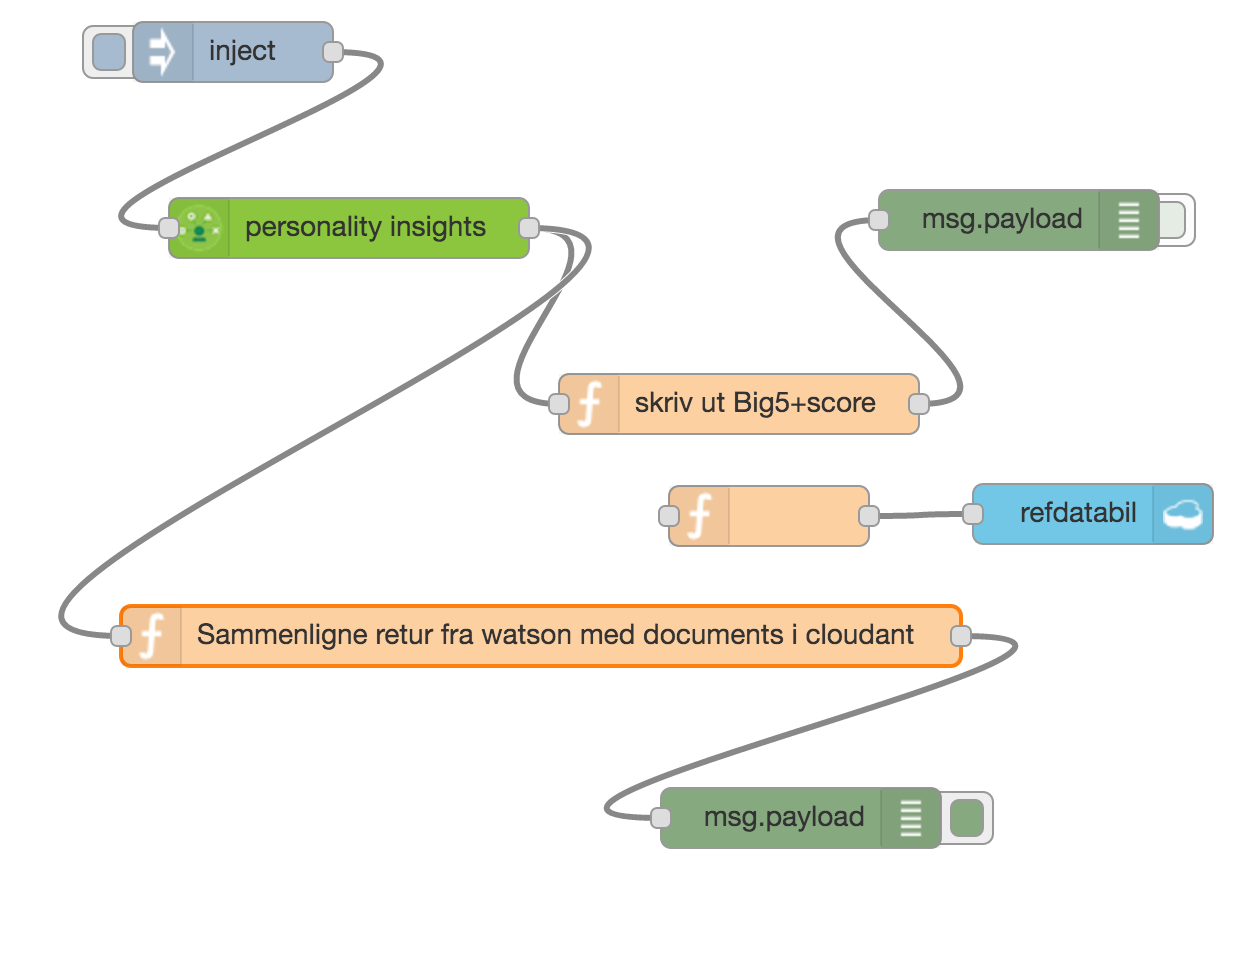 inject
personality insights
msg.payload
skriv ut Big5+score
refdatabil
Sammenligne retur fra watson med documents i cloudant
msg.payload